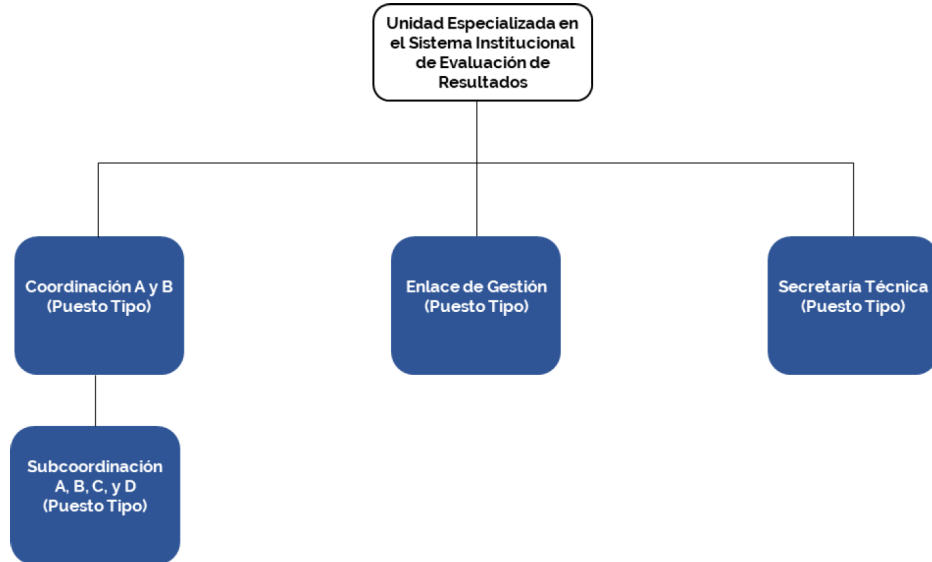 Unidad Especializada en
el Sistema Institucional
de Evaluación de
Resultados
Coordinación A y B
(Puesto Tipo)
Enlace de Gestión
(Puesto Tipo)
Secretaría Técnica
(Puesto Tipo)
Subcoordinación
A, B, C, y D
(Puesto Tipo)